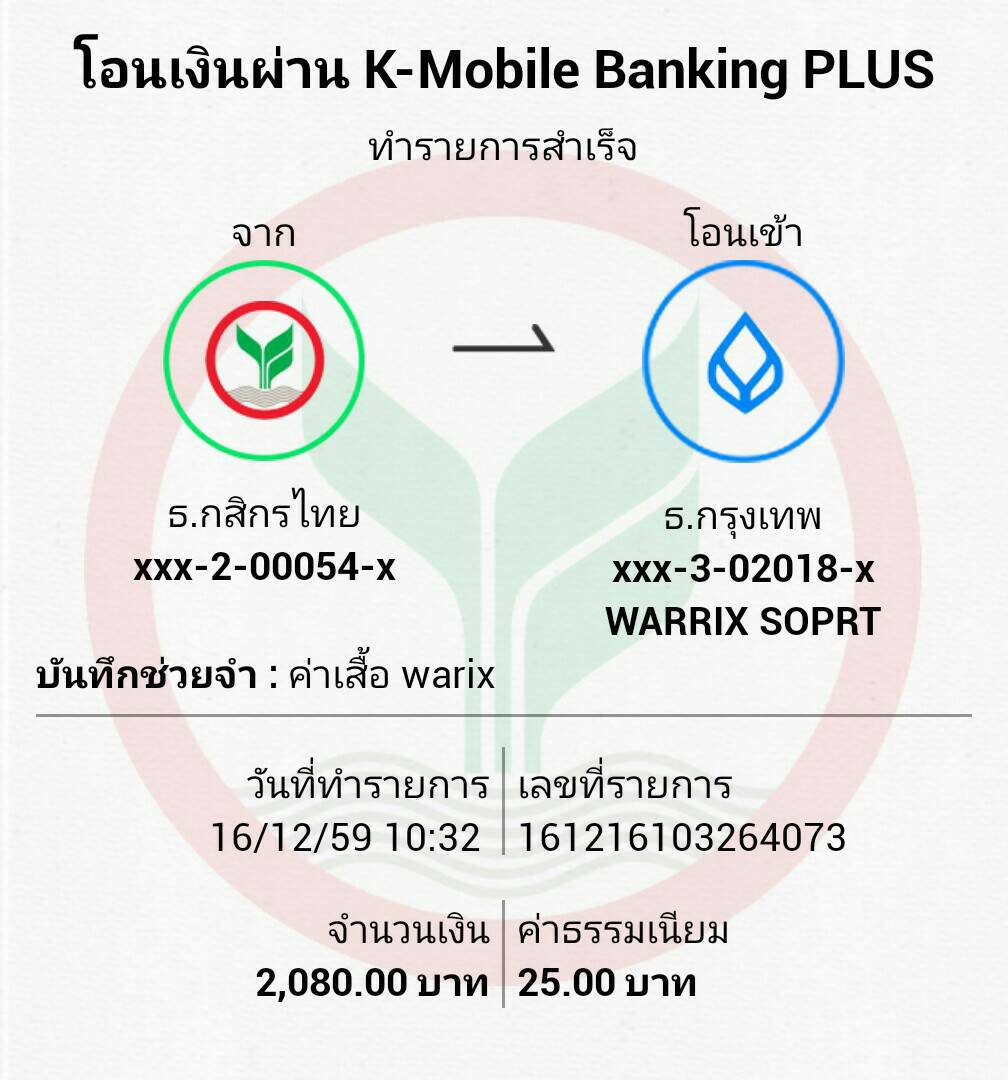 โอนเงินผ่าน K-Mobile Banking PLUS
ทำรายการสำเร็จ
จาก
โอนเข้า
ธ.กสิกรไทย
xxx-2-00054-x
ธ.กรุงเทพ
xxx-3-02018-x
WARRIX SOPRT
บันทึกช่วยจำ : ค่าเสื้อ warix
วันที่ทำรายการ
16/12/59 10:32
เลขที่รายการ
161216103264073
จำนวนเงิน
2,080.00 บาท
ค่าธรรมเนียม
25.00 บาท